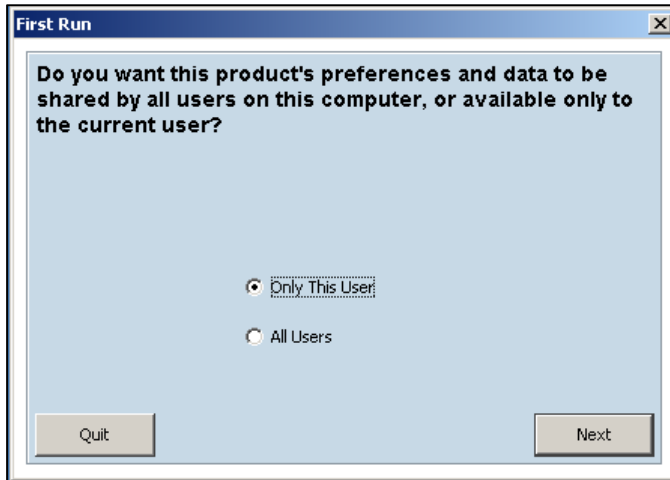 First Run
Do you want this product's preferences and data to be
shared by all users on this computer, or available only to
the current user?
Only This User
All Users
Quit
Next